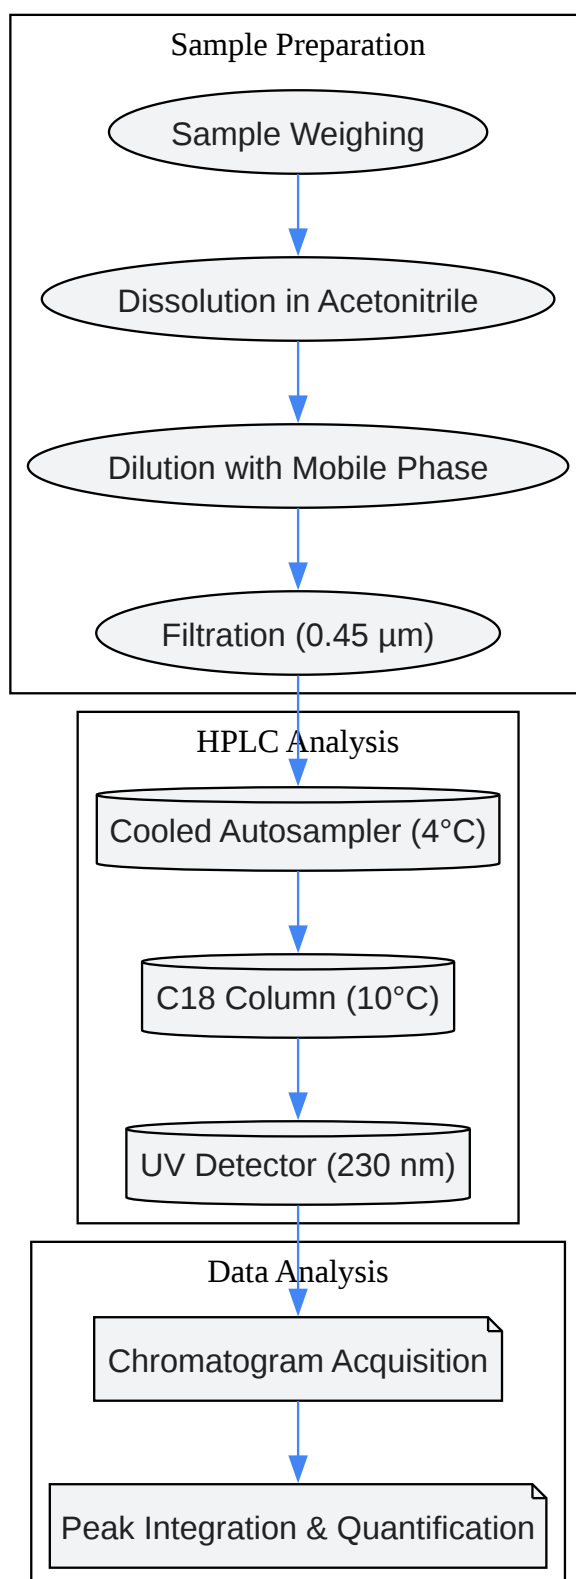 Sample Preparation
Sample Weighing
Dissolution in Acetonitrile
Dilution with Mobile Phase
Filtration (0.45 µm)
HPLC Analysis
Cooled Autosampler (4°C)
C18 Column (10°C)
UV Detector (230 nm)
Data Analysis
Chromatogram Acquisition
Peak Integration & Quantification